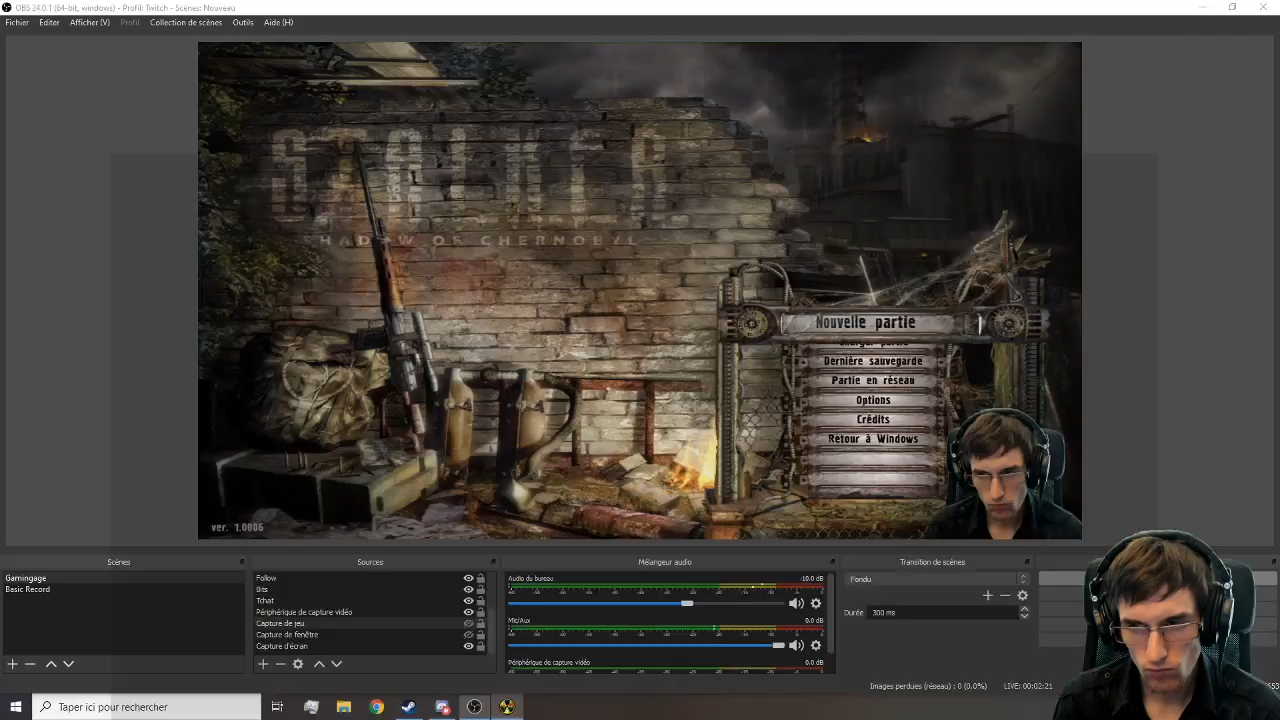 OBS 24.0.1 (64-bit, windows) - Profil: Twitch - Scènes: Nouveau
Fichier Editer Afficher (V) Profil Collection de scènes Outils Aide (H)
S.T.A.L.K.E.R
SHADOW OF CHERNOBYL
Nouvelle partie
Charger partie
Dernière sauvegarde
Partie en réseau
Options
Crédits
Retour à Windows
ver. 1.0006
Scènes
Gamingage
Basic Record
Sources
Follow
Bits
Tchat
Périphérique de capture vidéo
Capture de jeu
Capture de fenêtre
Capture d'écran
Mélangeur audio
Audio du bureau -10.0 dB
Mic/Aux 0.0 dB
Périphérique de capture vidéo 0.0 dB
Transition de scènes
Fondu
Durée 300 ms
Images perdues (réseau) : 0 (0.0%) LIVE: 00:02:21
Taper ici pour rechercher